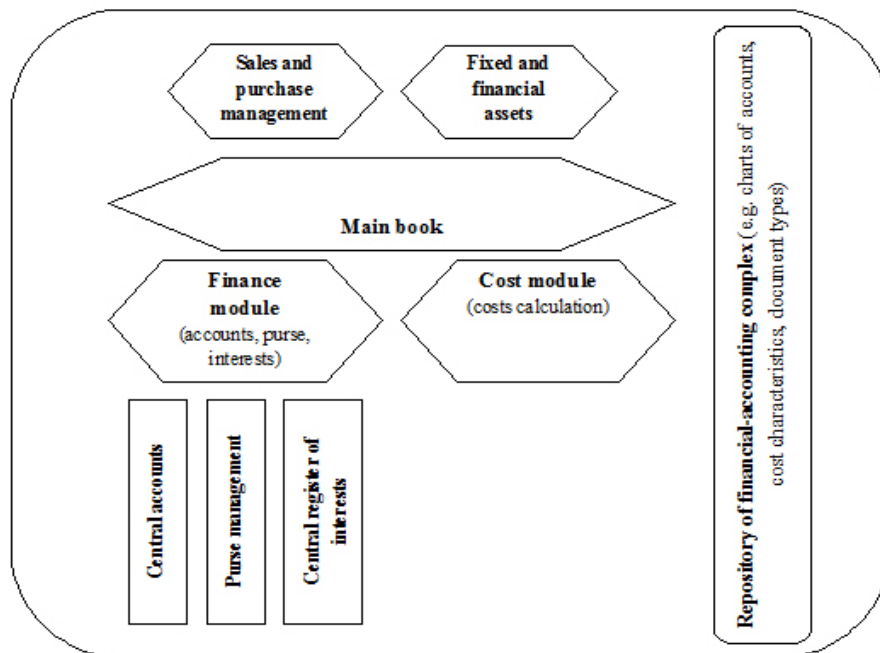 Sales and
purchase
management
Fixed and
financial
assets
Main book
Finance
module
(accounts, purse,
interests)
Cost module
(costs calculation)
Central accounts
Purse management
Central register of
interests
Repository of financial-accounting complex ( e.g. charts of accounts,
cost characteristics, document types)